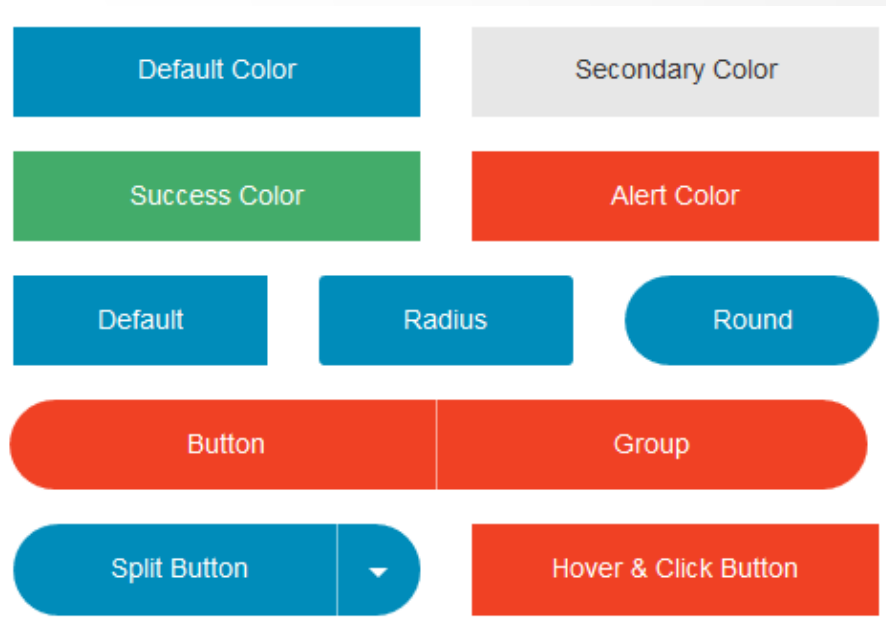 Default Color
Secondary Color
Success Color
Alert Color
Default
Radius
Round
Button
Group
Split Button
Hover & Click Button